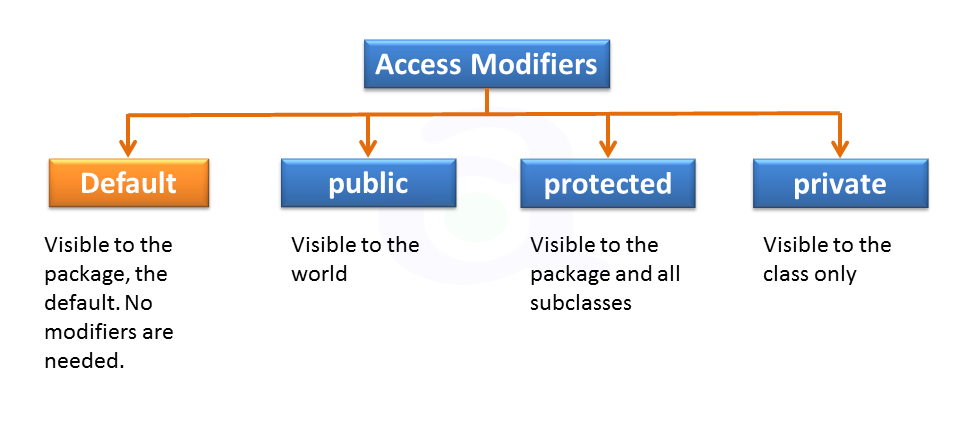 Access Modifiers
Default
public
protected
private
Visible to the
package, the
default. No
modifiers are
needed.
Visible to the
world
Visible to the
package and all
subclasses
Visible to the
class only